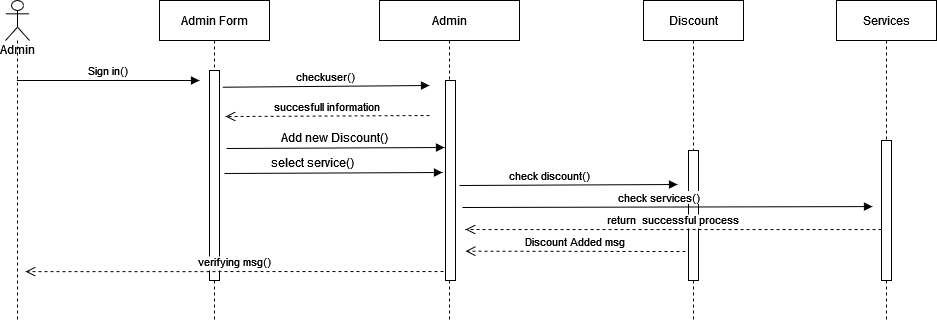 Admin Form
Admin
Discount
Services
Admin
Sign in()
checkuser()
succesfull information
Add new Discount()
select service()
check discount()
check services()
return  successful process
Discount Added msg
verifying msg()